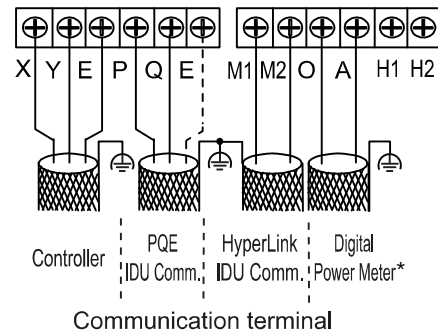 X Y E P Q E M1 M2 O A H1 H2
Controller
PQE
IDU Comm.
HyperLink
IDU Comm.
Digital
Power Meter*
Communication terminal